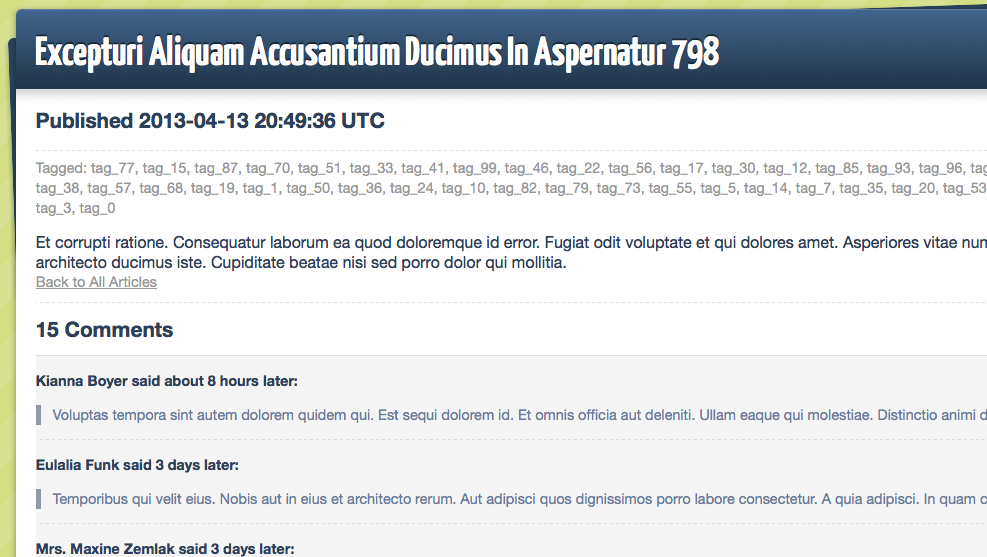 Excepturi Aliquam Accusantium Ducimus In Aspernatur 798
Published 2013-04-13 20:49:36 UTC
Tagged: tag_77, tag_15, tag_87, tag_70, tag_51, tag_33, tag_41, tag_99, tag_46, tag_22, tag_56, tag_17, tag_30, tag_12, tag_85, tag_93, tag_96,
tag_38, tag_57, tag_68, tag_19, tag_1, tag_50, tag_36, tag_24, tag_10, tag_82, tag_79, tag_73, tag_55, tag_5, tag_14, tag_7, tag_35, tag_20, tag_53
tag_3, tag_0
Et corrupti ratione. Consequatur laborum ea quod doloremque id error. Fugiat odit voluptate et qui dolores amet. Asperiores vitae
architecto ducimus iste. Cupiditate beatae nisi sed porro dolor qui mollitia.
Back to All Articles
15 Comments
Kianna Boyer said about 8 hours later:
Voluptas tempora sint autem dolorem quidem qui. Est sequi dolorem id. Et omnis officia aut deleniti. Ullam eaque qui molestiae. Distinctio animi
Eulalia Funk said 3 days later:
Temporibus qui velit eius. Nobis aut in eius et architecto rerum. Aut adipisci quos dignissimos porro labore consectetur. A quia adipisci. In quam
Mrs. Maxine Zemlak said 3 days later: